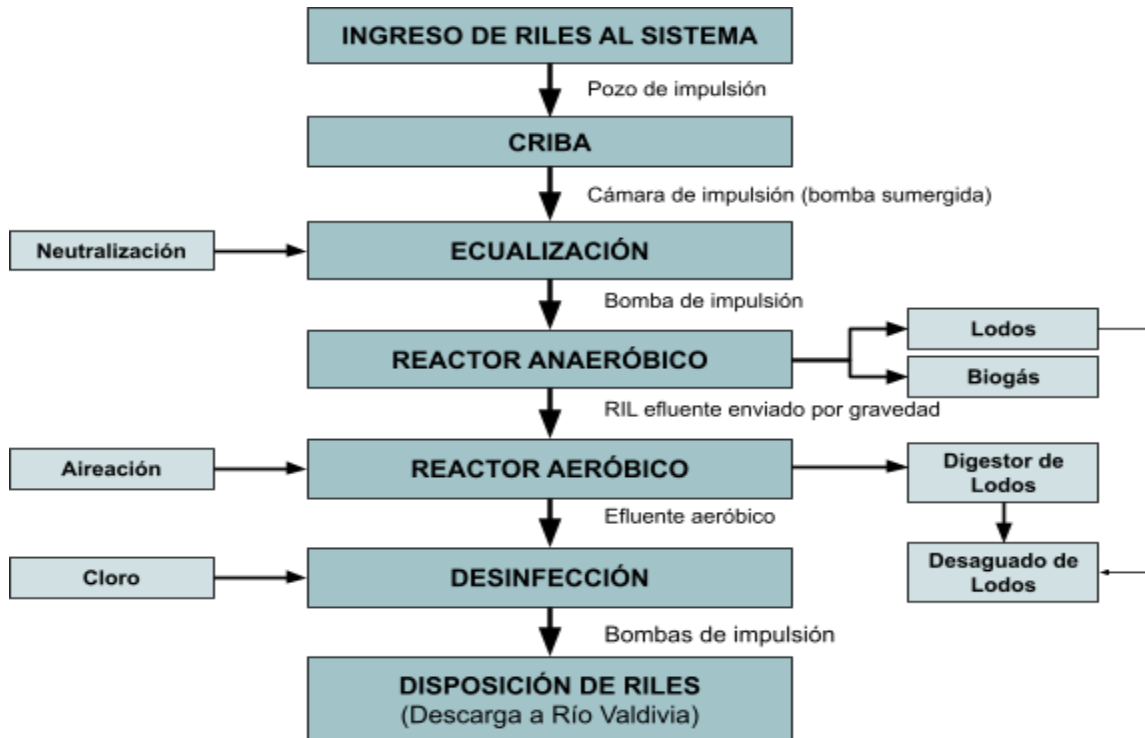 INGRESO DE RILES AL SISTEMA
Pozo de impulsión
CRIBA
Cámara de impulsión (bomba sumergida)
Neutralización
ECUALIZACIÓN
Bomba de impulsión
REACTOR ANAERÓBICO
Lodos
Biogás
RIL efluente enviado por gravedad
Aireación
REACTOR AERÓBICO
Digestor de
Lodos
Efluente aeróbico
Cloro
DESINFECCIÓN
Desaguado de
Lodos
Bombas de impulsión
DISPOSICIÓN DE RILES
(Descarga a Río Valdivia)